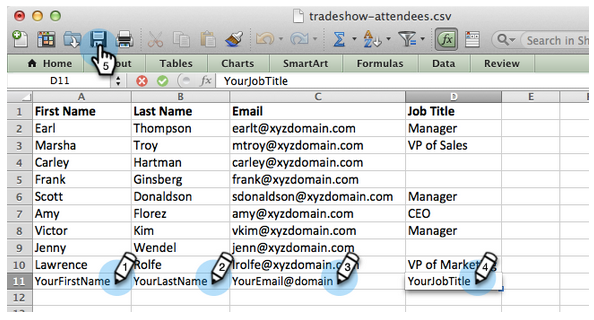 tradeshow-attendees.csv
Search in Sh
Home out Tables Charts SmartArt Formulas Data Review
D11 fx YourJobTitle
5
A B C D E
1 First Name Last Name Email Job Title
2 Earl Thompson earlt@xyzdomain.com Manager
3 Marsha Troy mtroy@xyzdomain.com VP of Sales
4 Carley Hartman carley@xyzdomain.com
5 Frank Ginsberg frank@xyzdomain.com
6 Scott Donaldson sdonaldson@xyzdomain.com Manager
7 Amy Florez amy@xyzdomain.com CEO
8 Victor Kim vkim@xyzdomain.com Manager
9 Jenny Wendel jenn@xyzdomain.com
10 Lawrence 1 Rolfe 2 lrolfe@xyzdomain. 3 VP of Marketing 4
11 YourFirstName YourLastName YourEmail@domain YourJobTitle
12